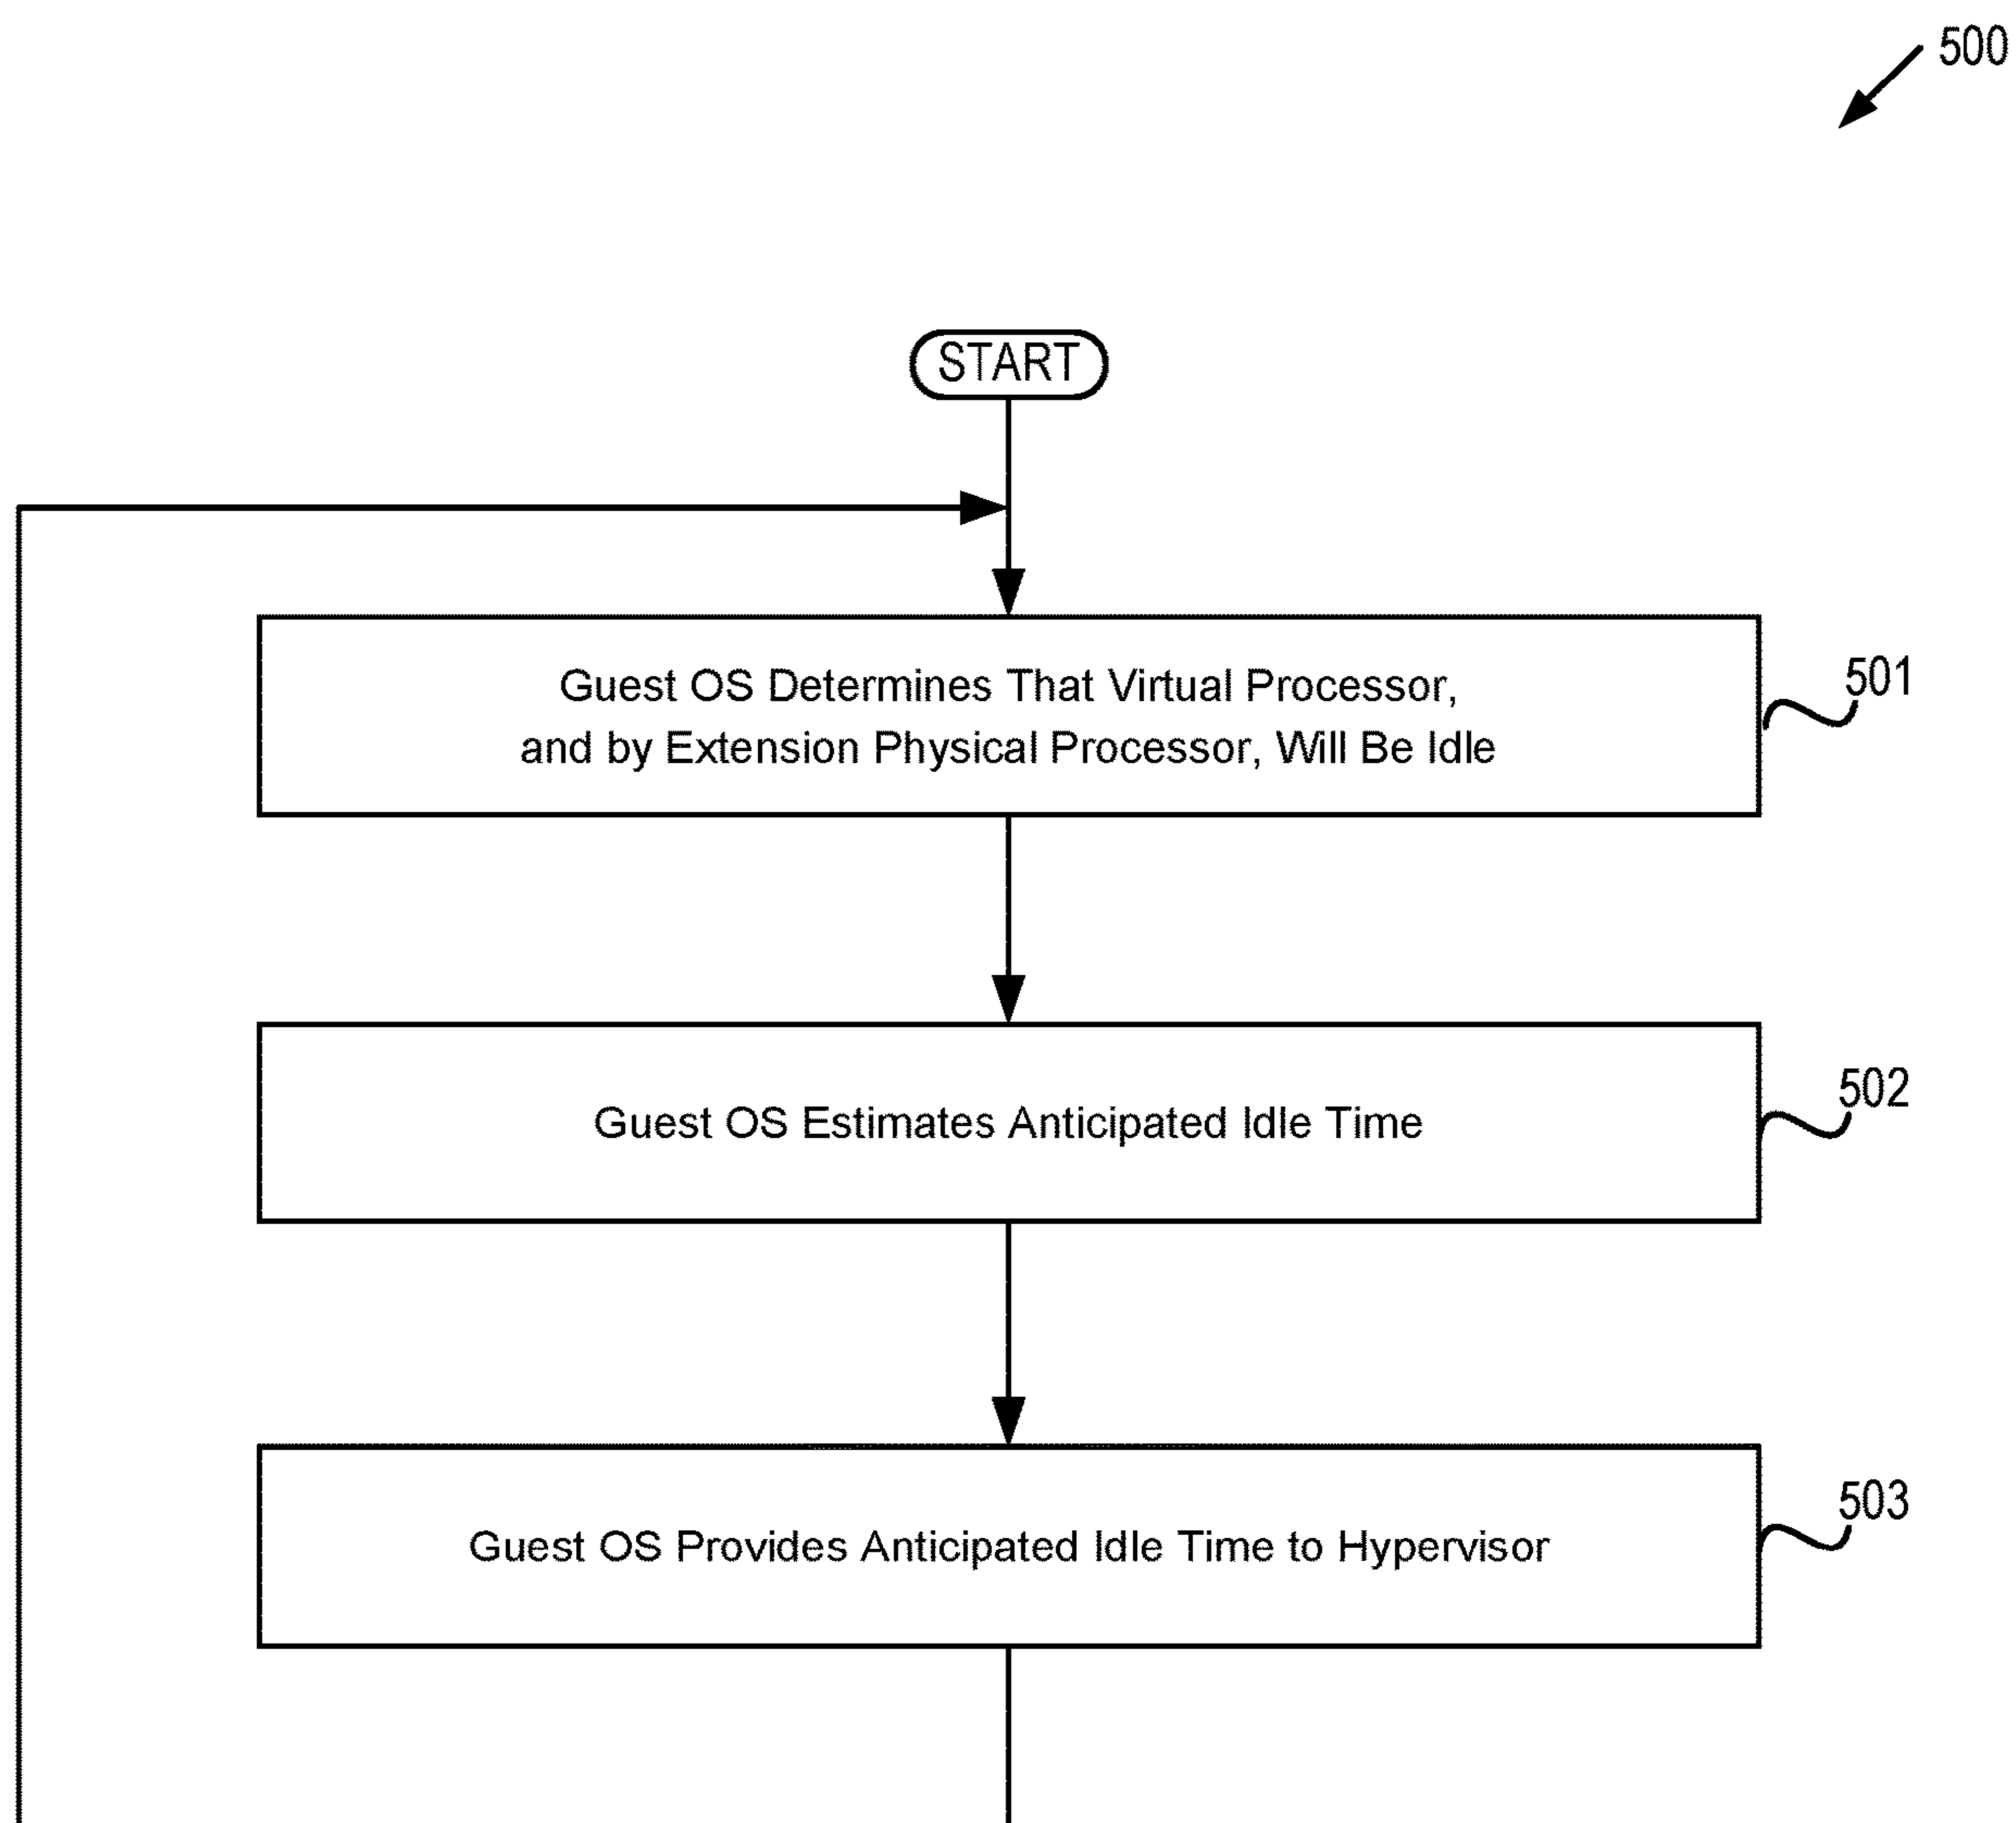 500
START
Guest OS Determines That Virtual Processor,
and by Extension Physical Processor, Will Be Idle
501
Guest OS Estimates Anticipated Idle Time
502
Guest OS Provides Anticipated Idle Time to Hypervisor
503